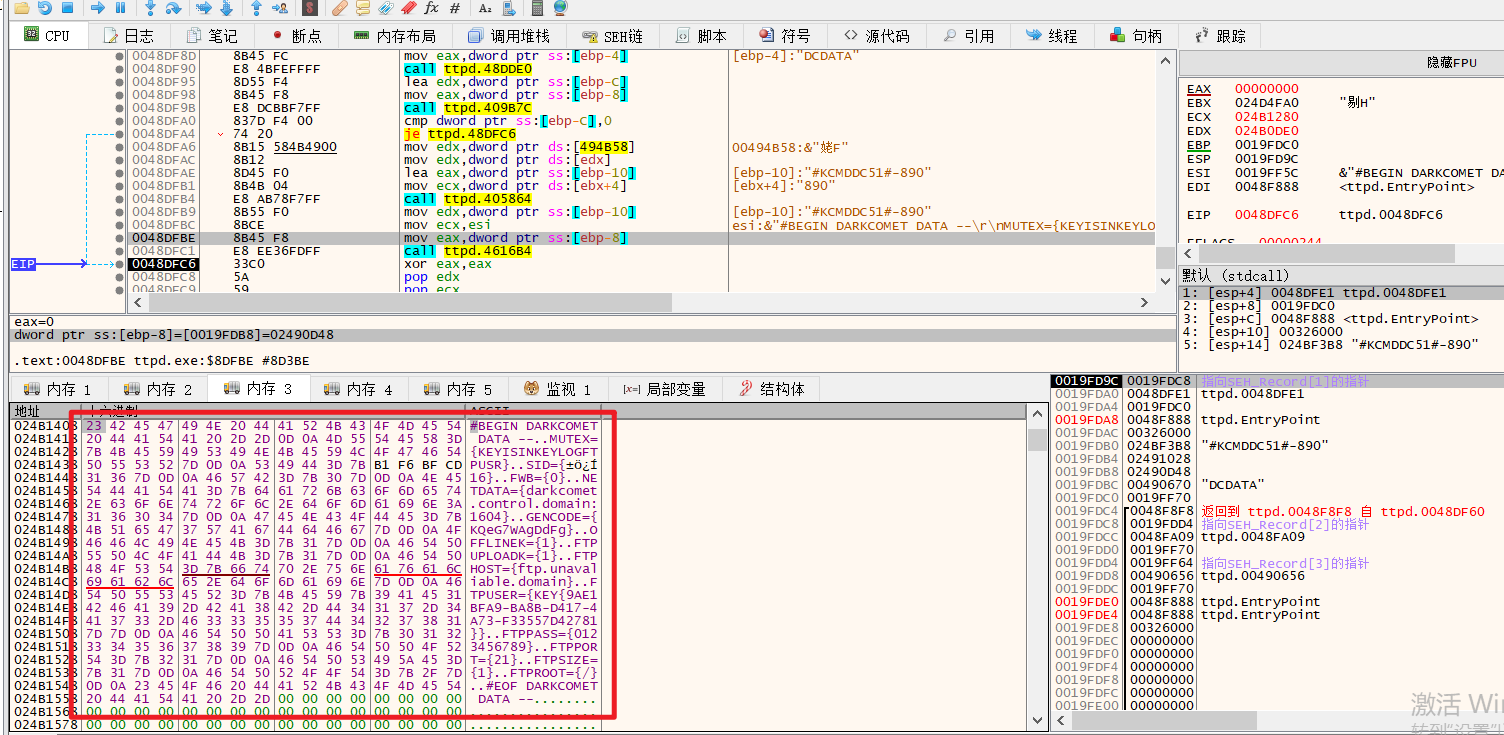 CPU 日志 笔记 断点 内存布局 调用堆栈 SEH链 脚本 符号 源代码 引用 线程 句柄 跟踪
0048DF8D 8B45 FC mov eax,dword ptr ss:[ebp-4] [ebp-4]:"DCDATA"
0048DF90 E8 4BFEFFFF call ttpd.48DDE0
0048DF95 8D55 F4 lea edx,dword ptr ss:[ebp-C]
0048DF98 8B45 F8 mov eax,dword ptr ss:[ebp-8]
0048DF9B E8 DCBBF7FF call ttpd.409B7C
0048DFA0 837D F4 00 cmp dword ptr ss:[ebp-C],0
0048DFA4 74 20 je ttpd.48DFC6
0048DFA6 8B15 584B4900 mov edx,dword ptr ds:[494B58] 00494B58:&"姥F"
0048DFAC 8B12 mov edx,dword ptr ds:[edx]
0048DFAE 8D45 F0 lea eax,dword ptr ss:[ebp-10] [ebp-10]:"#KCMDDC51#-890"
0048DFB1 8B4B 04 mov ecx,dword ptr ds:[ebx+4] [ebx+4]:"890"
0048DFB4 E8 AB78F7FF call ttpd.405864
0048DFB9 8B55 F0 mov edx,dword ptr ss:[ebp-10] [ebp-10]:"#KCMDDC51#-890"
0048DFBC 8BCE mov ecx,esi esi:&"#BEGIN DARKCOMET DATA --\r\nMUTEX={KEYISINKEYLO
0048DFBE 8B45 F8 mov eax,dword ptr ss:[ebp-8]
0048DFC1 E8 EE36FDFF call ttpd.4616B4
EIP 0048DFC6 33C0 xor eax,eax
0048DFC8 5A pop edx
0048DFC9 59 pop ecx
隐藏FPU
EAX 00000000
EBX 024D4FA0 "剔H"
ECX 024B1280
EDX 024B0DE0
EBP 0019FDC0
ESP 0019FD9C
ESI 0019FF5C &"#BEGIN DARKCOMET DA
EDI 0048F888 <ttpd.EntryPoint>
EIP 0048DFC6 ttpd.0048DFC6
EFLAGS 00000244
默认 (stdcall)
1: [esp+4] 0048DFE1 ttpd.0048DFE1
2: [esp+8] 0019FDC0
3: [esp+C] 0048F888 <ttpd.EntryPoint>
4: [esp+10] 00326000
5: [esp+14] 024BF3B8 "#KCMDDC51#-890"
eax=0
dword ptr ss:[ebp-8]=[0019FDB8]=02490D48
.text:0048DFBE ttpd.exe:$8DFBE #8D3BE
内存 1 内存 2 内存 3 内存 4 内存 5 监视 1 局部变量 结构体
地址 十六进制 ASCII
024B1408 23 42 45 47 49 4E 20 44 41 52 4B 43 4F 4D 45 54 #BEGIN DARKCOMET
024B1418 20 44 41 54 41 20 2D 2D 0D 0A 4D 55 54 45 58 3D DATA --..MUTEX=
024B1428 7B 4B 45 59 49 53 49 4E 4B 45 59 4C 4F 47 46 54 {KEYISINKEYLOGFT
024B1438 50 55 53 52 7D 0D 0A 53 49 44 3D 7B B1 F6 BF CD PUSR}..SID={±ö¿Í
024B1448 31 36 7D 0D 0A 46 57 42 3D 7B 30 7D 0D 0A 4E 45 16}..FWB={0}..NE
024B1458 54 44 41 54 41 3D 7B 64 61 72 6B 63 6F 6D 65 74 TDATA={darkcomet
024B1468 2E 63 6F 6E 74 72 6F 6C 2E 64 6F 6D 61 69 6E 3A .control.domain:
024B1478 31 36 30 34 7D 0D 0A 47 45 4E 43 4F 44 45 3D 7B 1604}..GENCODE={
024B1488 4B 51 65 47 37 57 41 67 44 64 46 67 7D 0D 0A 4F KQeG7WAgDdFg}..O
024B1498 46 46 4C 49 4E 45 4B 3D 7B 31 7D 0D 0A 46 54 50 FFLINEK={1}..FTP
024B14A8 55 50 4C 4F 41 44 4B 3D 7B 31 7D 0D 0A 46 54 50 UPLOADK={1}..FTP
024B14B8 48 4F 53 54 3D 7B 66 74 70 2E 75 6E 61 76 61 6C HOST={ftp.unaval
024B14C8 69 61 62 6C 65 2E 64 6F 6D 61 69 6E 7D 0D 0A 46 iable.domain}..F
024B14D8 54 50 55 53 45 52 3D 7B 4B 45 59 7B 39 41 45 31 TPUSER={KEY{9AE1
024B14E8 42 46 41 39 2D 42 41 38 42 2D 44 34 31 37 2D 34 BFA9-BA8B-D417-4
024B14F8 41 37 33 2D 46 33 33 35 35 37 44 34 32 37 38 31 A73-F33557D42781
024B1508 7D 7D 0D 0A 46 54 50 50 41 53 53 3D 7B 30 31 32 }}..FTPPASS={012
024B1518 33 34 35 36 37 38 39 7D 0D 0A 46 54 50 50 4F 52 3456789}..FTPPOR
024B1528 54 3D 7B 32 31 7D 0D 0A 46 54 50 53 49 5A 45 3D T={21}..FTPSIZE=
024B1538 7B 31 7D 0D 0A 46 54 50 52 4F 4F 54 3D 7B 2F 7D {1}..FTPROOT={/}
024B1548 0D 0A 23 45 4F 46 20 44 41 52 4B 43 4F 4D 45 54 ..#EOF DARKCOMET
024B1558 20 44 41 54 41 20 2D 2D 00 00 00 00 00 00 00 00 DATA --........
024B1568 00 00 00 00 00 00 00 00 00 00 00 00 00 00 00 00 ................
024B1578 00 00 00 00 00 00 00 00 00 00 00 00 00 00 00 00 ................
0019FD9C 0019FDC8 指向SEH_Record[1]的指针
0019FDA0 0048DFE1 ttpd.0048DFE1
0019FDA4 0019FDC0
0019FDA8 0048F888 ttpd.EntryPoint
0019FDAC 00326000
0019FDB0 024BF3B8 "#KCMDDC51#-890"
0019FDB4 02491028
0019FDB8 02490D48
0019FDBC 02490670 "DCDATA"
0019FDC0 0019FF70
0019FDC4 0048F8F8 返回到 ttpd.0048F8F8 自 ttpd.0048DF60
0019FDC8 0019FDD4 指向SEH_Record[2]的指针
0019FDCC 0048FA09 ttpd.0048FA09
0019FDD0 0019FF70
0019FDD4 0019FF64 指向SEH_Record[3]的指针
0019FDD8 00490656 ttpd.00490656
0019FDDC 0019FF70
0019FDE0 0048F888 ttpd.EntryPoint
0019FDE4 0048F888 ttpd.EntryPoint
0019FDE8 00326000
0019FDEC 00000000
0019FDF0 00000000
0019FDF4 00000000
0019FDF8 00000000
0019FDFC 00000000
0019FE00 00000000
激活 Win
转到"设置"